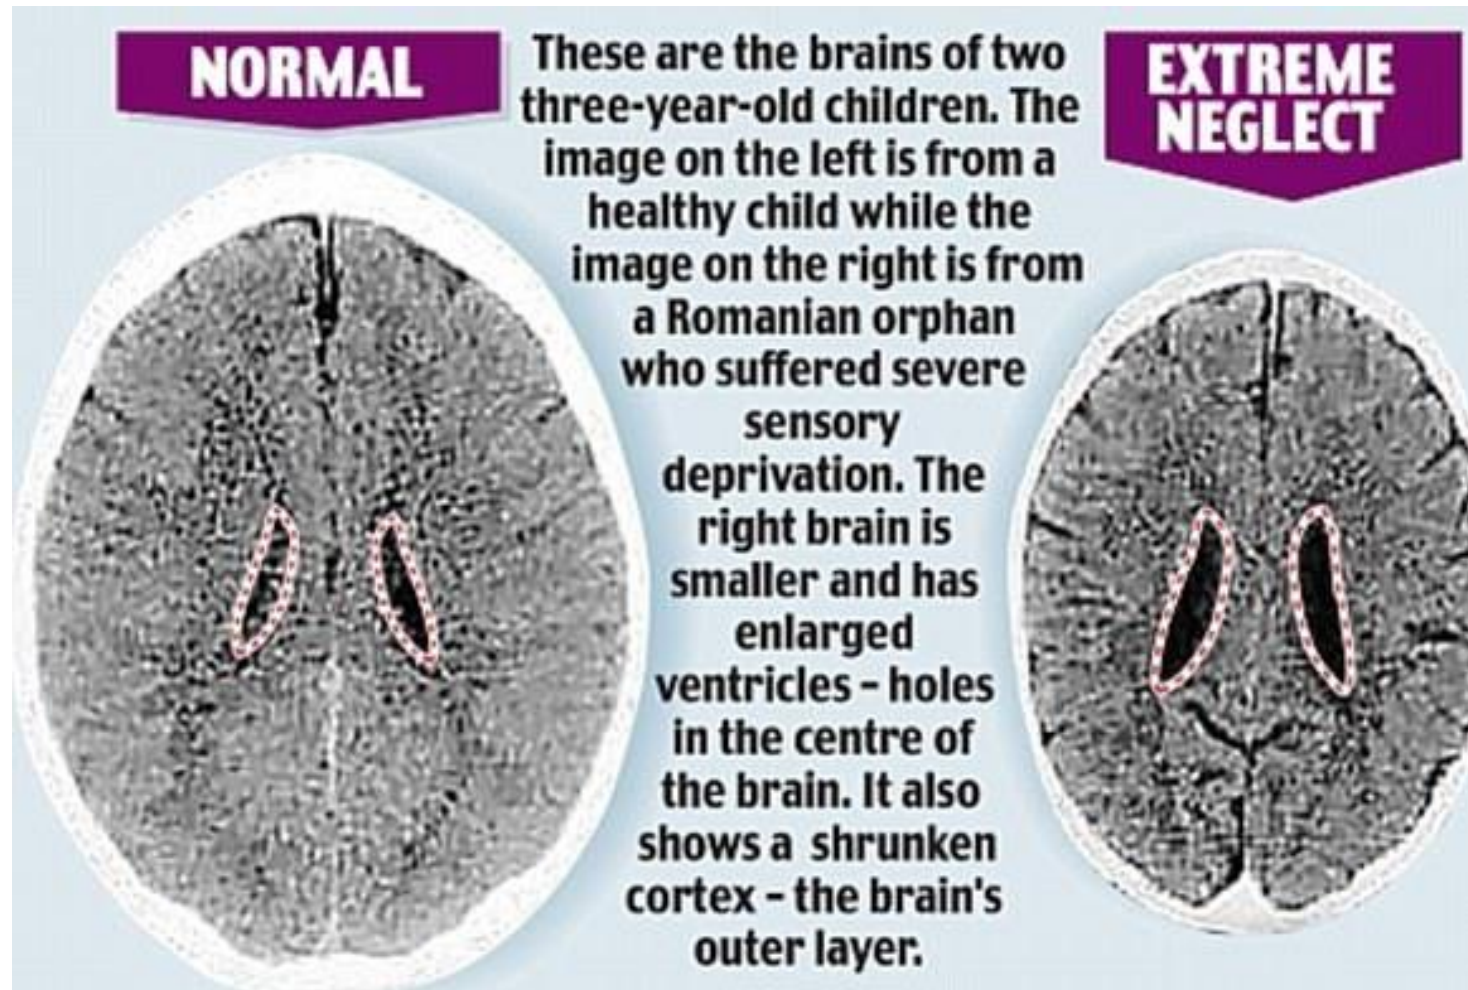 NORMAL
These are the brains of two
three-year-old children. The
image on the left is from a
healthy child while the
image on the right is from
a Romanian orphan
who suffered severe
sensory
deprivation. The
right brain is
smaller and has
enlarged
ventricles – holes
in the centre of
the brain. It also
shows a shrunken
cortex – the brain's
outer layer.
EXTREME
NEGLECT